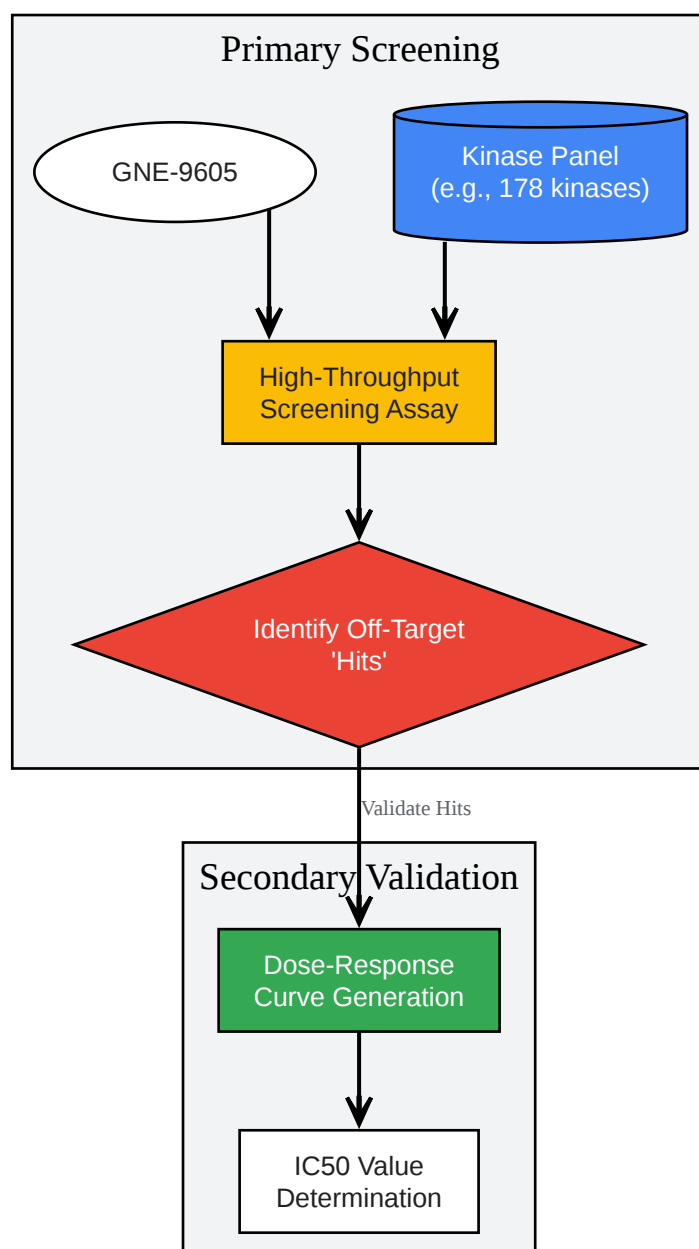 Primary Screening
GNE-9605
Kinase Panel
(e.g., 178 kinases)
High-Throughput
Screening Assay
Identify Off-Target
'Hits'
Validate Hits
Secondary Validation
Dose-Response
Curve Generation
IC50 Value
Determination